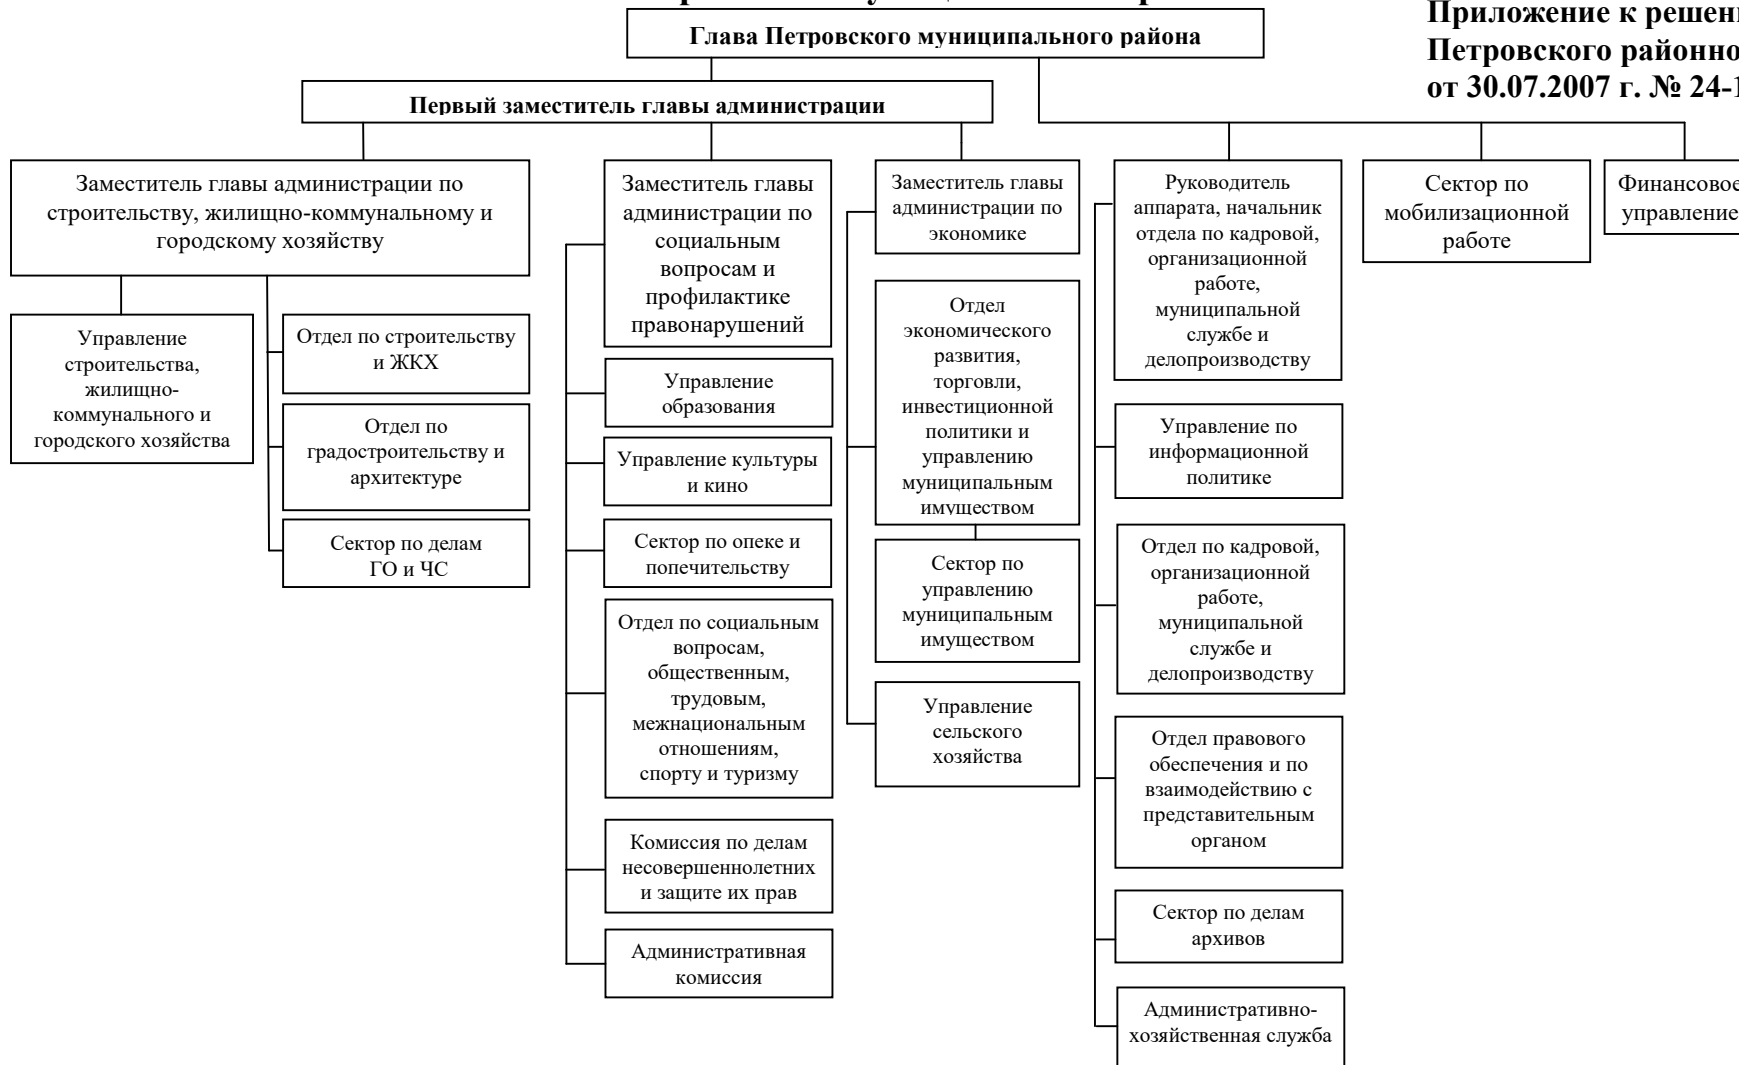 Глава Петровского муниципального района
Приложение к
Петровского
от 30.07.2007 г. №
Первый заместитель главы администрации
Заместитель главы администрации по
строительству, жилищно-коммунальному и
городскому хозяйству
Управление
строительства,
жилищно-
коммунального и
городского хозяйства
Отдел по строительству
и ЖКХ
Отдел по
градостроительству и
архитектуре
Сектор по делам
ГО и ЧС
Заместитель главы
администрации по
социальным
вопросам и
профилактике
правонарушений
Управление
образования
Управление культуры
и кино
Сектор по опеке и
попечительству
Отдел по социальным
вопросам,
общественным,
трудовым,
межнациональным
отношениям,
спорту и туризму
Комиссия по делам
несовершеннолетних
и защите их прав
Административная
комиссия
Заместитель главы
администрации по
экономике
Отдел
экономического
развития,
торговли,
инвестиционной
политики и
управлению
муниципальным
имуществом
Сектор по
управлению
муниципальным
имуществом
Управление
сельского
хозяйства
Руководитель
аппарата, начальник
отдела по кадровой,
организационной
работе,
муниципальной
службе и
делопроизводству
Управление по
информационной
политике
Отдел по кадровой,
организационной
работе,
муниципальной
службе и
делопроизводству
Отдел правового
обеспечения и по
взаимодействию с
представительным
органом
Сектор по делам
архивов
Административно-
хозяйственная служба
Сектор по
мобилизационной
работе
Финансовое
управление